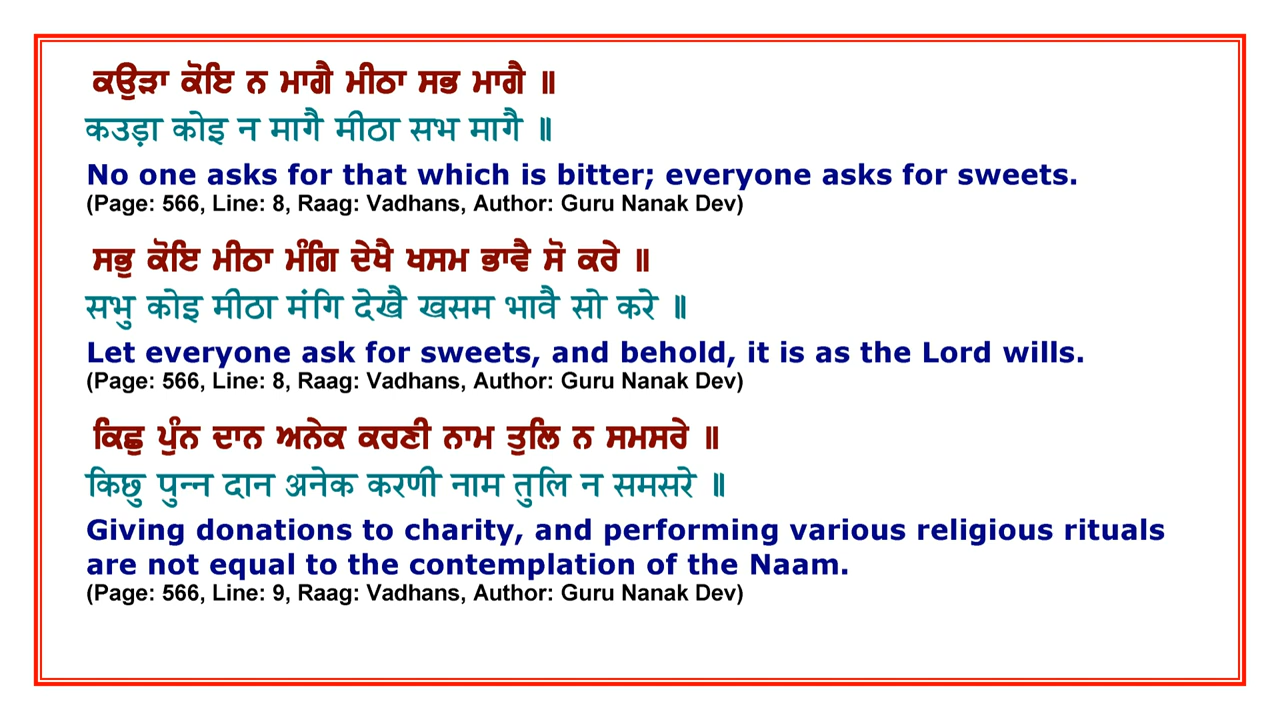 ਕਉੜਾ ਕੋਇ ਨ ਮਾਗੈ ਮੀਠਾ ਸਭ ਮਾਗੈ ॥
कउड़ा कोइ न मागै मीठा सभ मागै ॥
No one asks for that which is bitter; everyone asks for sweets.
(Page: 566, Line: 8, Raag: Vadhans, Author: Guru Nanak Dev)
ਸਭੁ ਕੋਇ ਮੀਠਾ ਮੰਗਿ ਦੇਖੈ ਖਸਮ ਭਾਵੈ ਸੋ ਕਰੇ ॥
सभु कोइ मीठा मंगि देखै खसम भावै सो करे ॥
Let everyone ask for sweets, and behold, it is as the Lord wills.
(Page: 566, Line: 8, Raag: Vadhans, Author: Guru Nanak Dev)
ਕਿਛੁ ਪੁੰਨ ਦਾਨ ਅਨੇਕ ਕਰਣੀ ਨਾਮ ਤੁਲਿ ਨ ਸਮਸਰੇ ॥
किछु पुन्न दान अनेक करणी नाम तुलि न समसरे ॥
Giving donations to charity, and performing various religious rituals
are not equal to the contemplation of the Naam.
(Page: 566, Line: 9, Raag: Vadhans, Author: Guru Nanak Dev)